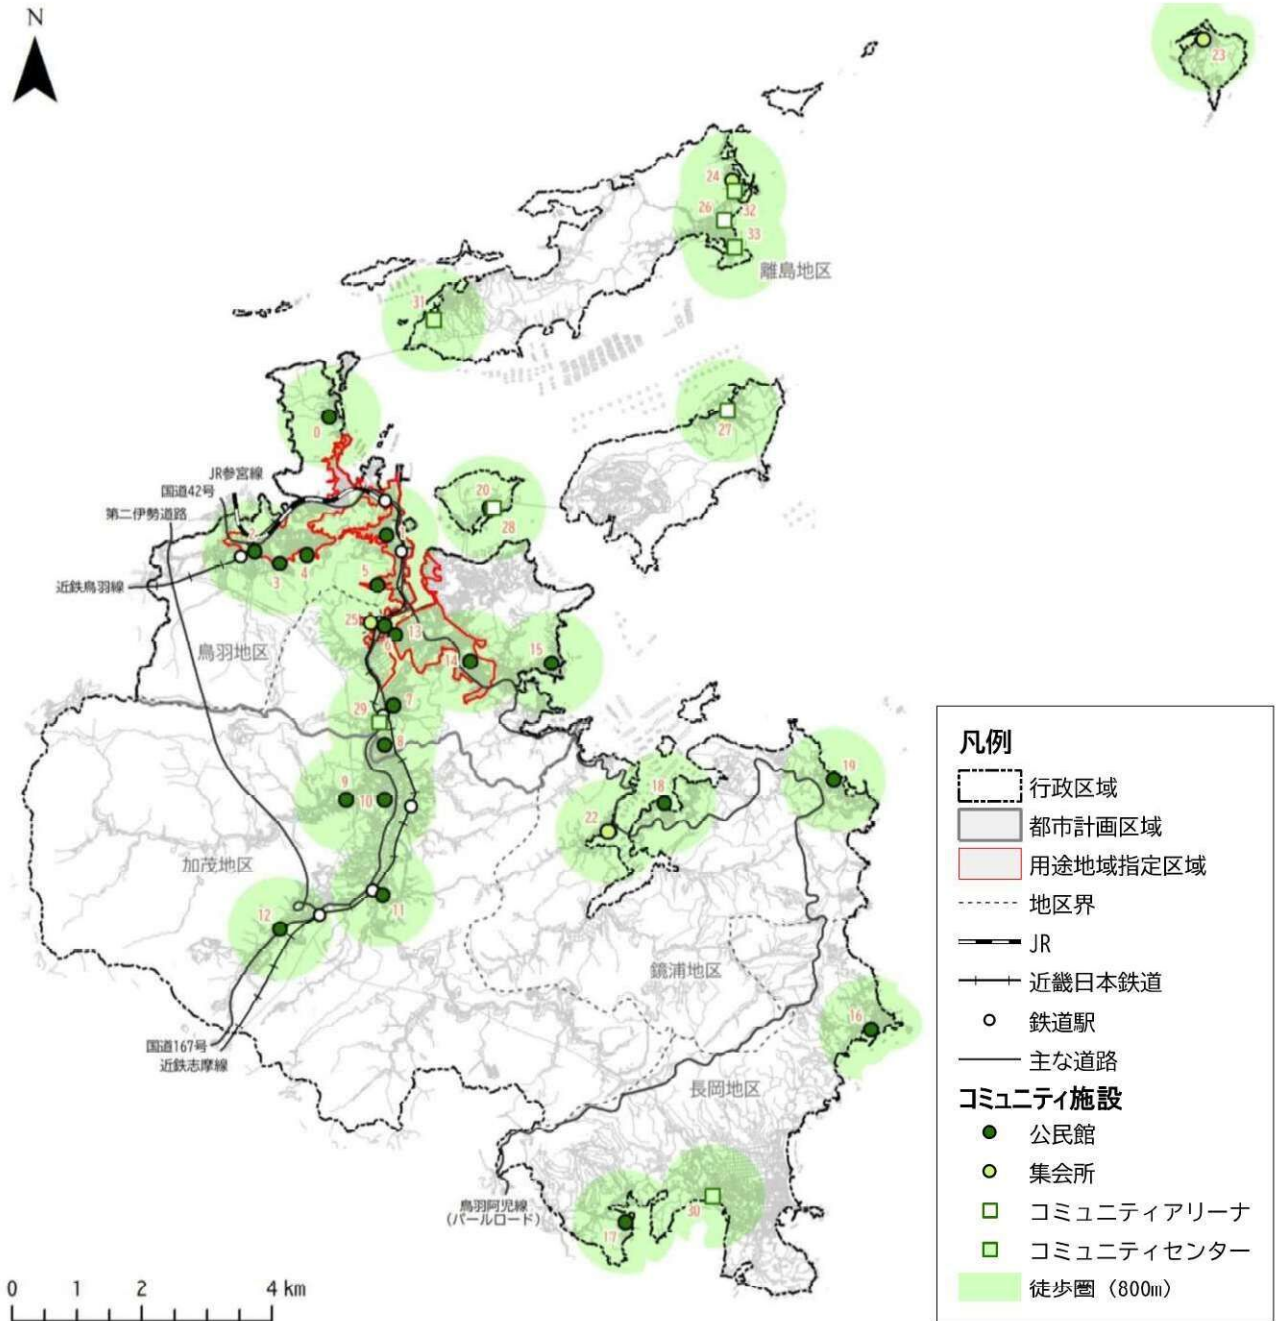 N
23
24
26
32
33
離島地区
31
27
0
JR参宮線
国道42号
第二伊勢道路
20
28
2
1
3
4
5
近鉄鳥羽線
25
13
6
鳥羽地区
14
15
7
29
8
9
10
19
18
22
加茂地区
11
12
鏡浦地区
16
国道167号
近鉄志摩線
長岡地区
鳥羽阿児線
(パールロード)
30
17
0 1 2 4 km
凡例
行政区域
都市計画区域
用途地域指定区域
地区界
JR
近畿日本鉄道
鉄道駅
主な道路
コミュニティ施設
公民館
集会所
コミュニティアリーナ
コミュニティセンター
徒歩圏（800m）